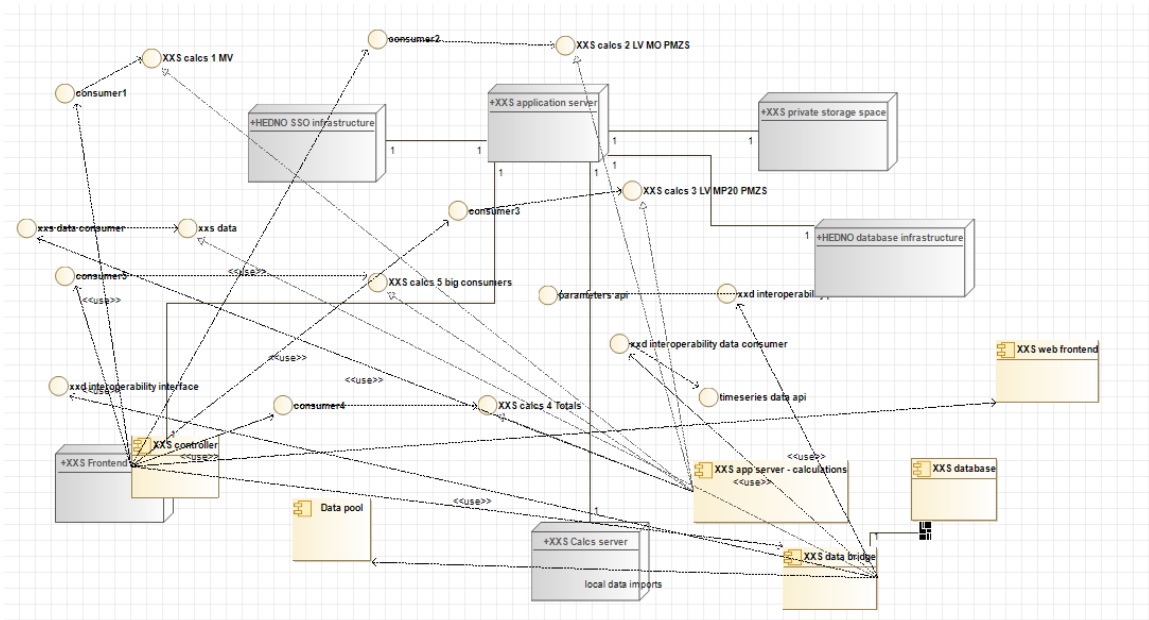 consumer2
XXS calcs 2 LV MO PMZS
XXS calcs 1 MV
consumer1
+XXS application server
+HEDNO SSO infrastructure
+XXS private storage space
1
1
1
1
1
1
1
XXS calcs 3 LV MP20 PMZS
consumer3
xxs data consumer
xxs data
1
+HEDNO database infrastructure
<<use>>
consumer5
XXS calcs 5 big consumers
<<use>>
parameters api
xxd interoperabili
xxd interoperability data consumer
XXS web frontend
<<use>>
<<use>>
xxd interoperability interface
<<use>>
timeseries data api
consumer4
XXS calcs 4 Totals
1
XXS controller
+XXS Frontend
<<use>>
<<use>>
XXS app server - calculations
<<use>>
XXS database
<<use>>
Data pool
1
1
+XXS Calcs server
XXS data bridge
local data imports